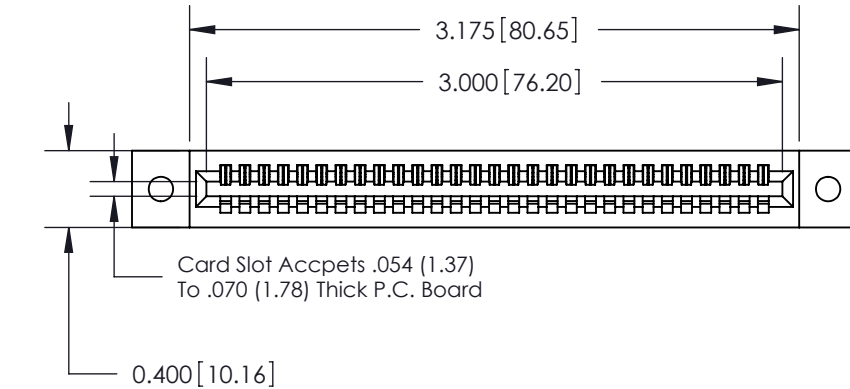 3.175[80.65]
3.000[76.20]
Card Slot Accpets .054 (1.37)
To .070 (1.78) Thick P.C. Board
0.400[10.16]